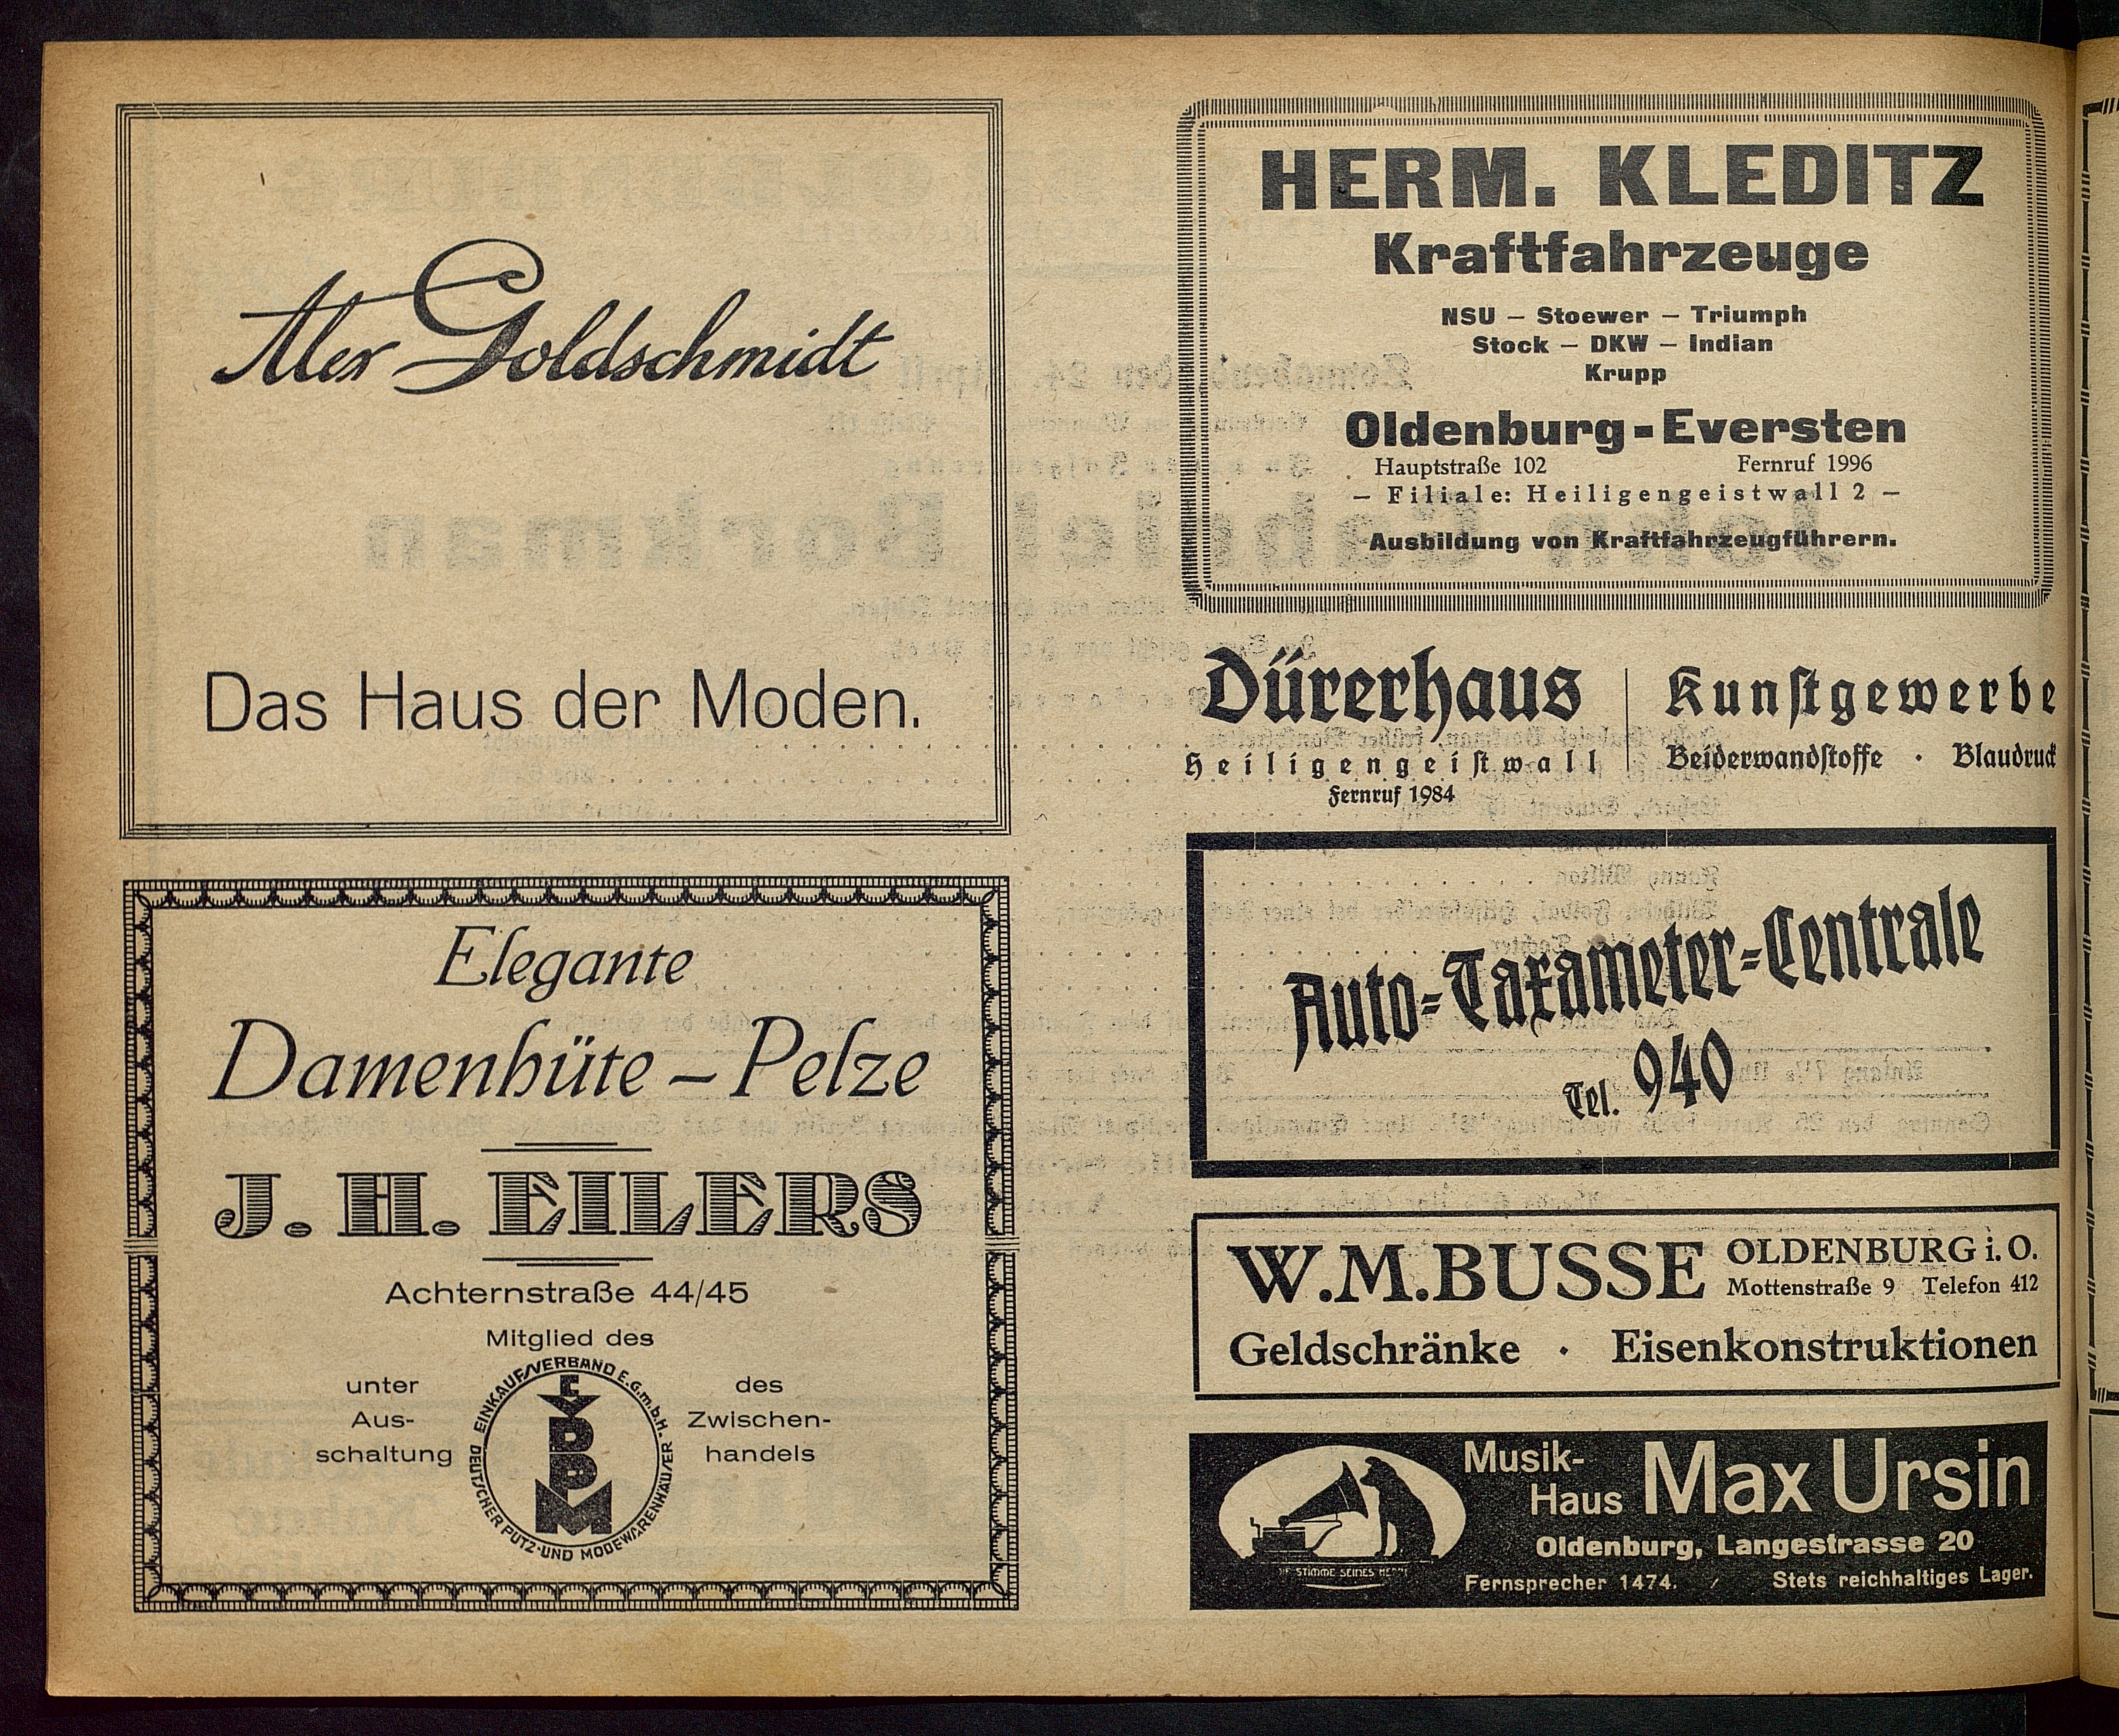 Alex Goldschmidt
Das Haus der Moden.
Elegante
Damenhüte – Pelze
J. H. EILERS
Achternstraße 44/45
Mitglied des
unter
Aus-
schaltung
EINKAUFSVERBAND E.G.m.b.H.
DEUTSCHER PUTZ-UND MODEWARENHÄUSER
E
V
D
P
M
des
Zwischen-
handels
HERM. KLEDITZ
Kraftfahrzeuge
NSU – Stoewer – Triumph
Stock – DKW – Indian
Krupp
Oldenburg-Eversten
Hauptstraße 102 Fernruf 1996
– Filiale: Heiligengeistwall 2 –
Ausbildung von Kraftfahrzeugführern.
Dürerhaus
Heiligengeiſtwall
Fernruf 1984
Kunſtgewerbe
Beiderwandſtoffe · Blaudruck
Auto-Taxameter-Centrale
Tel. 940
W.M.BUSSE OLDENBURG i. O.
Mottenstraße 9 Telefon 412
Geldschränke · Eisenkonstruktionen
Musik-
Haus Max Ursin
Oldenburg, Langestrasse 20
Fernsprecher 1474. / Stets reichhaltiges Lager.
DIE STIMME SEINES HERRN